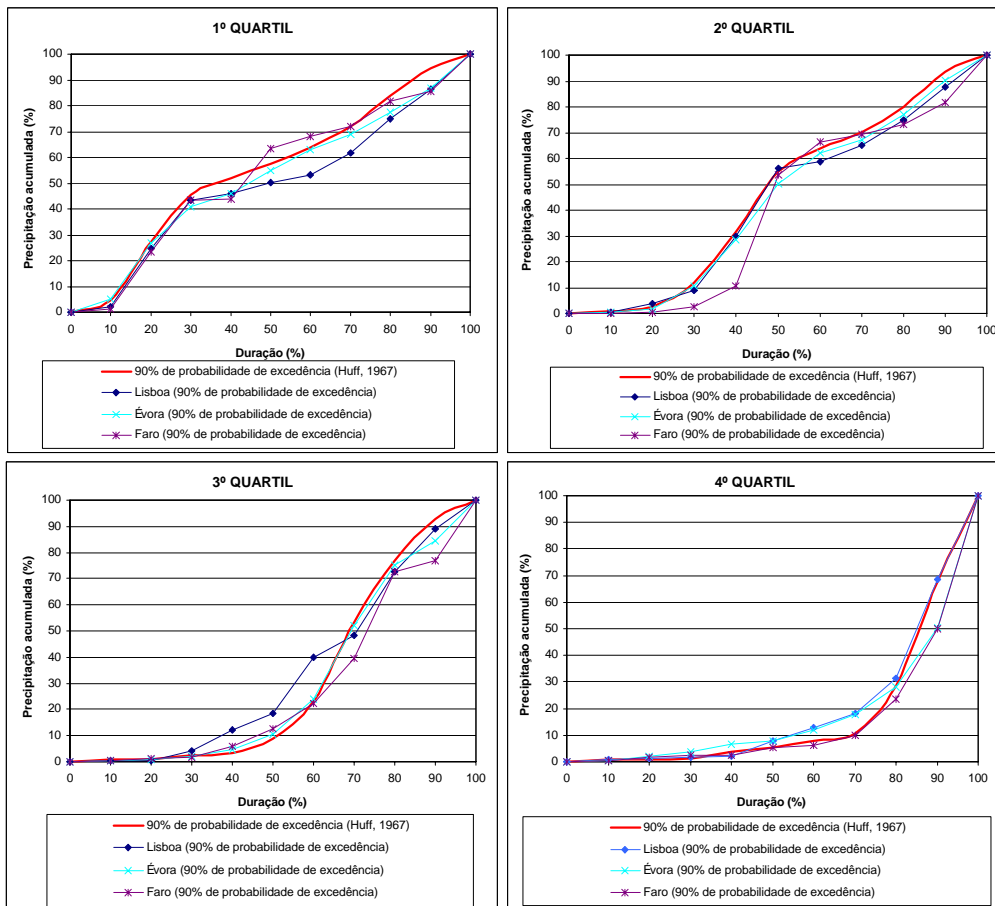 1º QUARTIL
Precipitação acumulada (%)
100
90
80
70
60
50
40
30
20
10
0
0 10 20 30 40 50 60 70 80 90 100
Duração (%)
90% de probabilidade de excedência (Huff, 1967)
Lisboa (90% de probabilidade de excedência)
Évora (90% de probabilidade de excedência)
Faro (90% de probabilidade de excedência)
2º QUARTIL
Precipitação acumulada (%)
100
90
80
70
60
50
40
30
20
10
0
0 10 20 30 40 50 60 70 80 90 100
Duração (%)
90% de probabilidade de excedência (Huff, 1967)
Lisboa (90% de probabilidade de excedência)
Évora (90% de probabilidade de excedência)
Faro (90% de probabilidade de excedência)
3º QUARTIL
Precipitação acumulada (%)
100
90
80
70
60
50
40
30
20
10
0
0 10 20 30 40 50 60 70 80 90 100
Duração (%)
90% de probabilidade de excedência (Huff, 1967)
Lisboa (90% de probabilidade de excedência)
Évora (90% de probabilidade de excedência)
Faro (90% de probabilidade de excedência)
4º QUARTIL
Precipitação acumulada (%)
100
90
80
70
60
50
40
30
20
10
0
0 10 20 30 40 50 60 70 80 90 100
Duração (%)
90% de probabilidade de excedência (Huff, 1967)
Lisboa (90% de probabilidade de excedência)
Évora (90% de probabilidade de excedência)
Faro (90% de probabilidade de excedência)